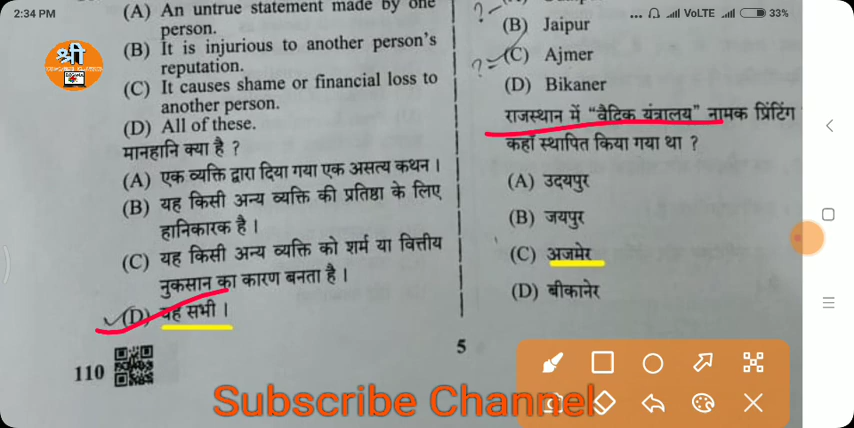 2:34 PM
... VoLTE 33%
श्री
(A) An untrue statement made by one
person.
(B) It is injurious to another person's
reputation.
(C) It causes shame or financial loss to
another person.
(D) All of these.
मानहानि क्या है ?
(A) एक व्यक्ति द्वारा दिया गया एक असत्य कथन ।
(B) यह किसी अन्य व्यक्ति की प्रतिष्ठा के लिए
हानिकारक है ।
(C) यह किसी अन्य व्यक्ति को शर्म या वित्तीय
नुकसान का कारण बनता है ।
(D) यह सभी ।
110
5
(B) Jaipur
(C) Ajmer
(D) Bikaner
राजस्थान में “वैदिक यंत्रालय” नामक प्रिंटिंग
कहाँ स्थापित किया गया था ?
(A) उदयपुर
(B) जयपुर
(C) अजमेर
(D) बीकानेर
Subscribe Channel